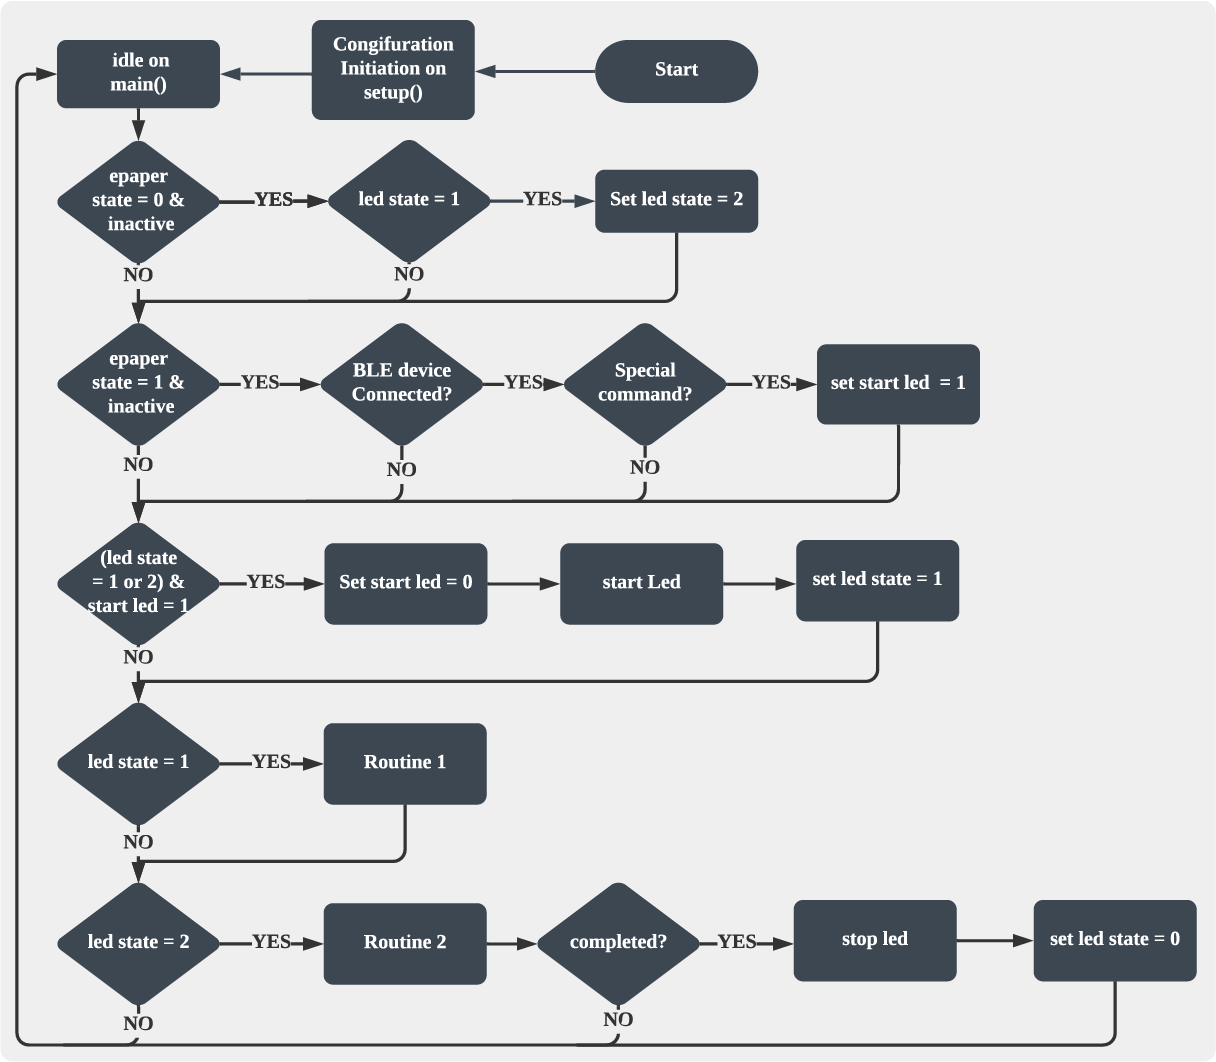 idle on
main()
Congifuration
Initiation on
setup()
Start
epaper
state = 0 &
inactive
YES
led state = 1
YES
Set led state = 2
NO
NO
epaper
state = 1 &
inactive
YES
BLE device
Connected?
YES
Special
command?
YES
set start led  = 1
NO
NO
NO
(led state
= 1 or 2) &
start led = 1
YES
Set start led = 0
start Led
set led state = 1
NO
led state = 1
YES
Routine 1
NO
led state = 2
YES
Routine 2
completed?
YES
stop led
set led state = 0
NO
NO